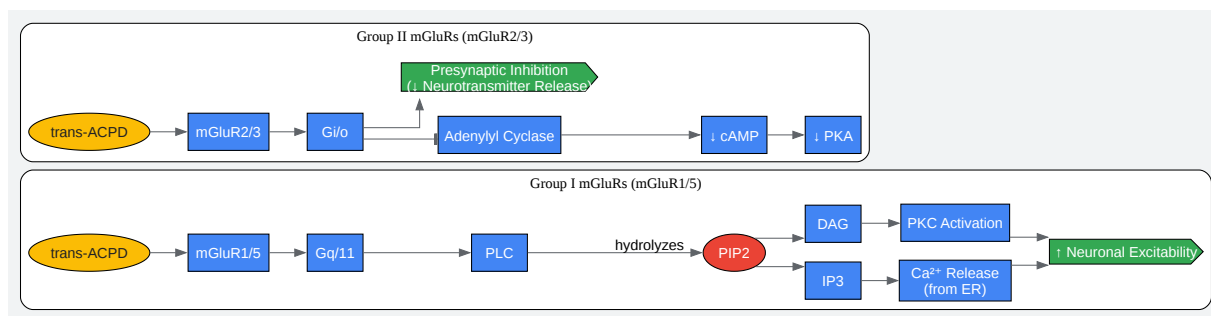 Group II mGluRs (mGluR2/3)
Presynaptic Inhibition
(↓ Neurotransmitter Release)
trans-ACPD
mGluR2/3
Gi/o
Adenylyl Cyclase
↓ cAMP
↓ PKA
Group I mGluRs (mGluR1/5)
trans-ACPD
mGluR1/5
Gq/11
PLC
hydrolyzes
PIP2
DAG
PKC Activation
IP3
Ca²⁺ Release
(from ER)
↑ Neuronal Excitability